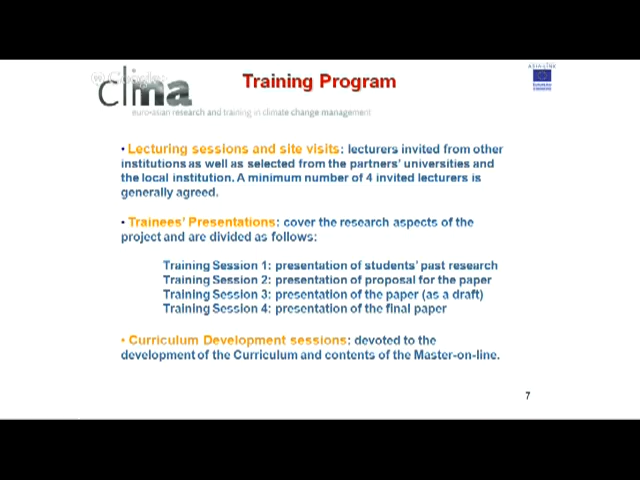 Google
clima
Training Program
ASIA-LINK
euro-asian research and training in climate change management
• Lecturing sessions and site visits: lecturers invited from other
institutions as well as selected from the partners' universities and
the local institution. A minimum number of 4 invited lecturers is
generally agreed.
• Trainees' Presentations: cover the research aspects of the
project and are divided as follows:
Training Session 1: presentation of students' past research
Training Session 2: presentation of proposal for the paper
Training Session 3: presentation of the paper (as a draft)
Training Session 4: presentation of the final paper
• Curriculum Development sessions: devoted to the
development of the Curriculum and contents of the Master-on-line.
7